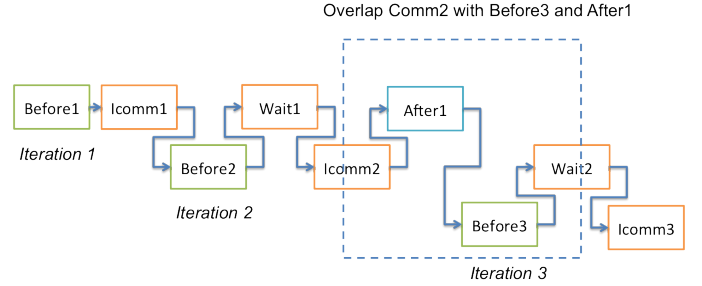 Overlap Comm2 with Before3 and After1
Before1
Icomm1
Wait1
After1
Iteration 1
Before2
Icomm2
Wait2
Iteration 2
Before3
Icomm3
Iteration 3